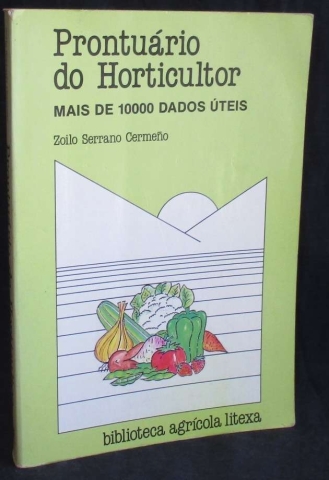 Prontuário
do Horticultor
MAIS DE 10000 DADOS ÚTEIS
Zoilo Serrano Cermeño
biblioteca agrícola litexa